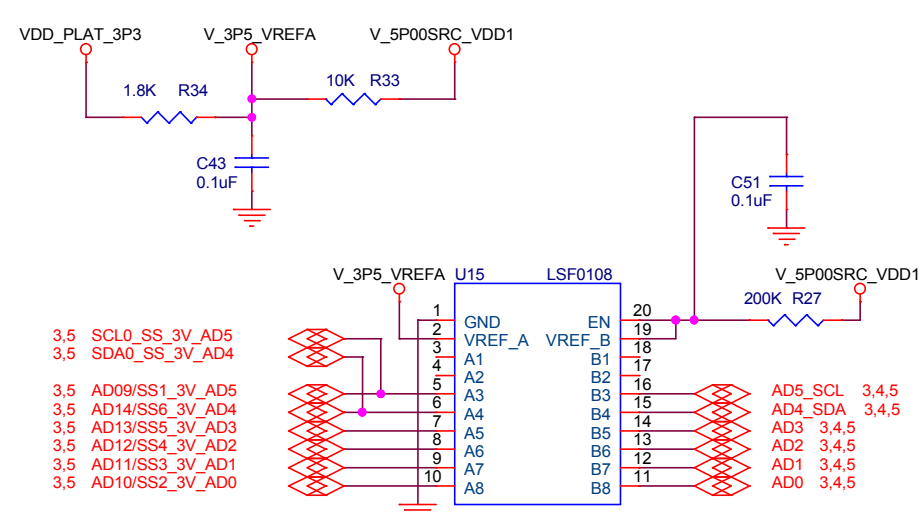 VDD_PLAT_3P3 V_3P5_VREFA V_5P00SRC_VDD1
1.8K R34 10K R33
C43
0.1uF
C51
0.1uF
V_3P5_VREFA U15 LSF0108 V_5P00SRC_VDD1
200K R27
1 GND EN 20
2 VREF_A VREF_B 19
3 A1 B1 18
4 A2 B2 17
3,5 SCL0_SS_3V_AD5
3,5 SDA0_SS_3V_AD4
3,5 AD09/SS1_3V_AD5 5 A3 B3 16 AD5_SCL 3,4,5
3,5 AD14/SS6_3V_AD4 6 A4 B4 15 AD4_SDA 3,4,5
3,5 AD13/SS5_3V_AD3 7 A5 B5 14 AD3 3,4,5
3,5 AD12/SS4_3V_AD2 8 A6 B6 13 AD2 3,4,5
3,5 AD11/SS3_3V_AD1 9 A7 B7 12 AD1 3,4,5
3,5 AD10/SS2_3V_AD0 10 A8 B8 11 AD0 3,4,5